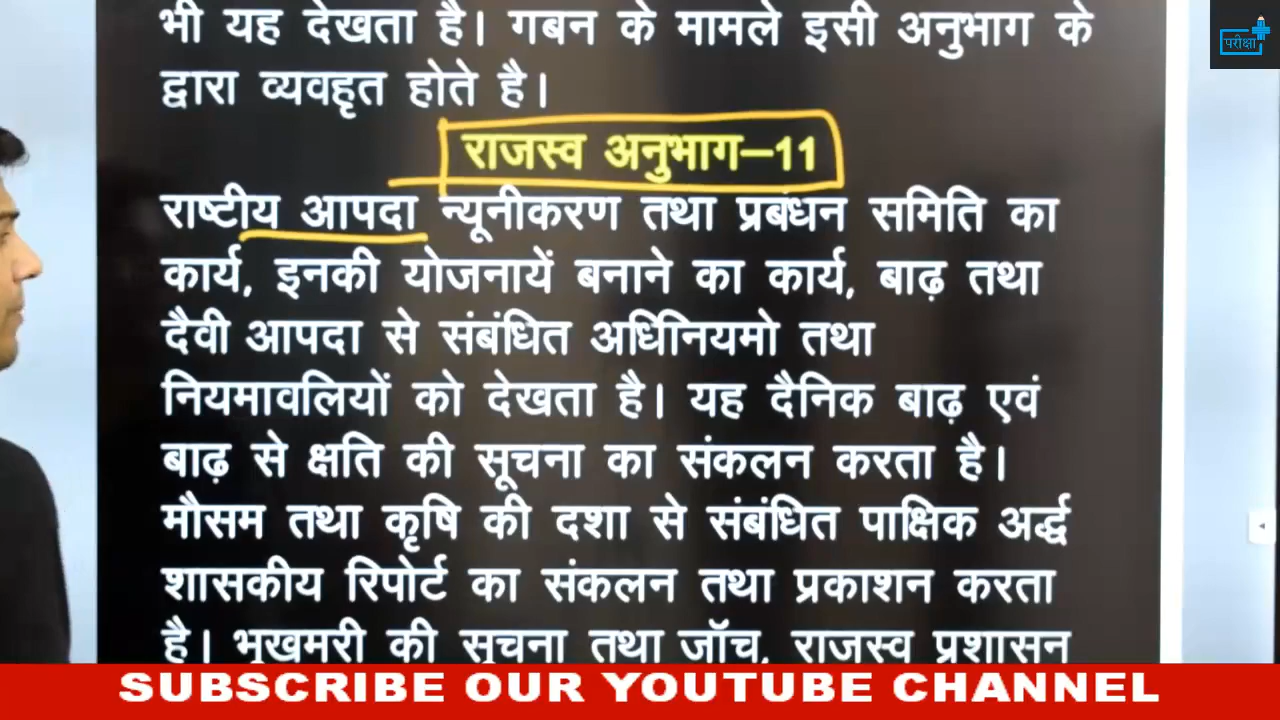 परीक्षा
भी यह देखता है। गबन के मामले इसी अनुभाग के
द्वारा व्यवहृत होते है।
राजस्व अनुभाग–11
राष्टीय आपदा न्यूनीकरण तथा प्रबंधन समिति का
कार्य, इनकी योजनायें बनाने का कार्य, बाढ़ तथा
दैवी आपदा से संबंधित अधिनियमो तथा
नियमावलियों को देखता है। यह दैनिक बाढ़ एवं
बाढ़ से क्षति की सूचना का संकलन करता है।
मौसम तथा कृषि की दशा से संबंधित पाक्षिक अर्द्ध
शासकीय रिपोर्ट का संकलन तथा प्रकाशन करता
है। भुखमरी की सूचना तथा जॉच, राजस्व प्रशासन
SUBSCRIBE OUR YOUTUBE CHANNEL